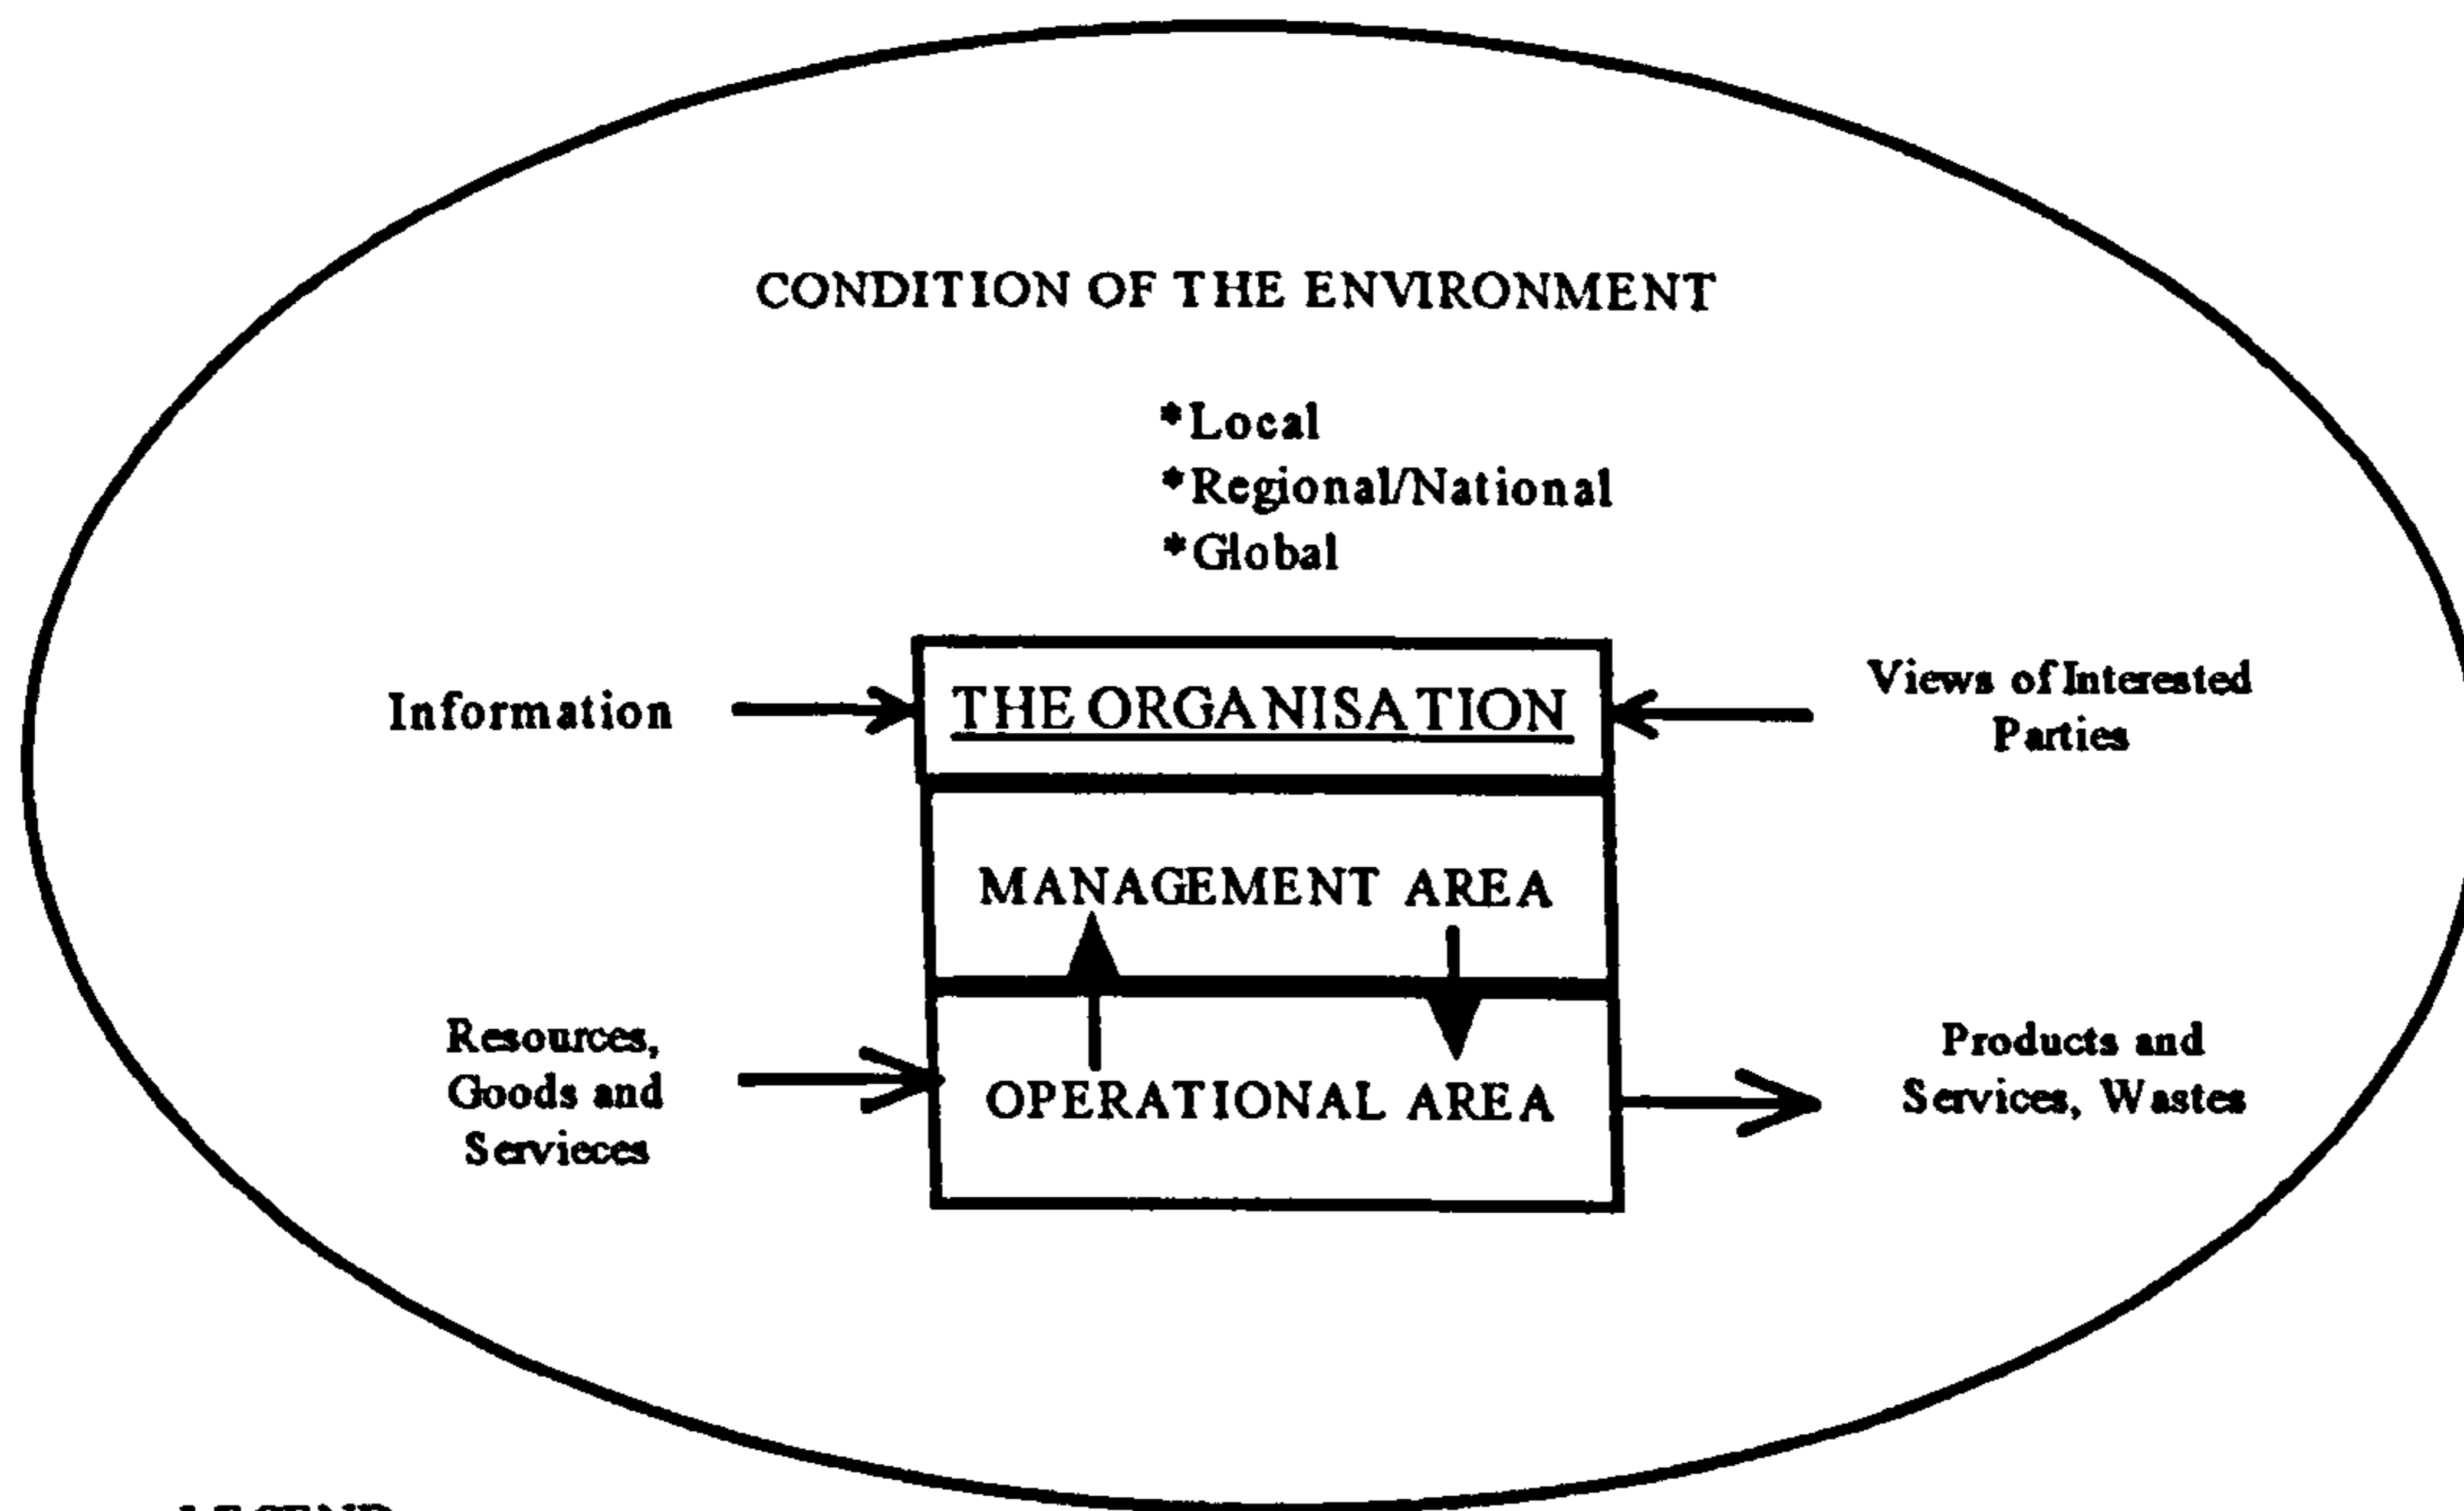 CONDITION OF THE ENVIRONMENT
*Local
*Regional/National
*Global
Information
THE ORGANISATION
Views of Interested
Parties
MANAGEMENT AREA
Resources,
Goods and
Servieces
OPERATIONAL AREA
Products and
Services, Wastes